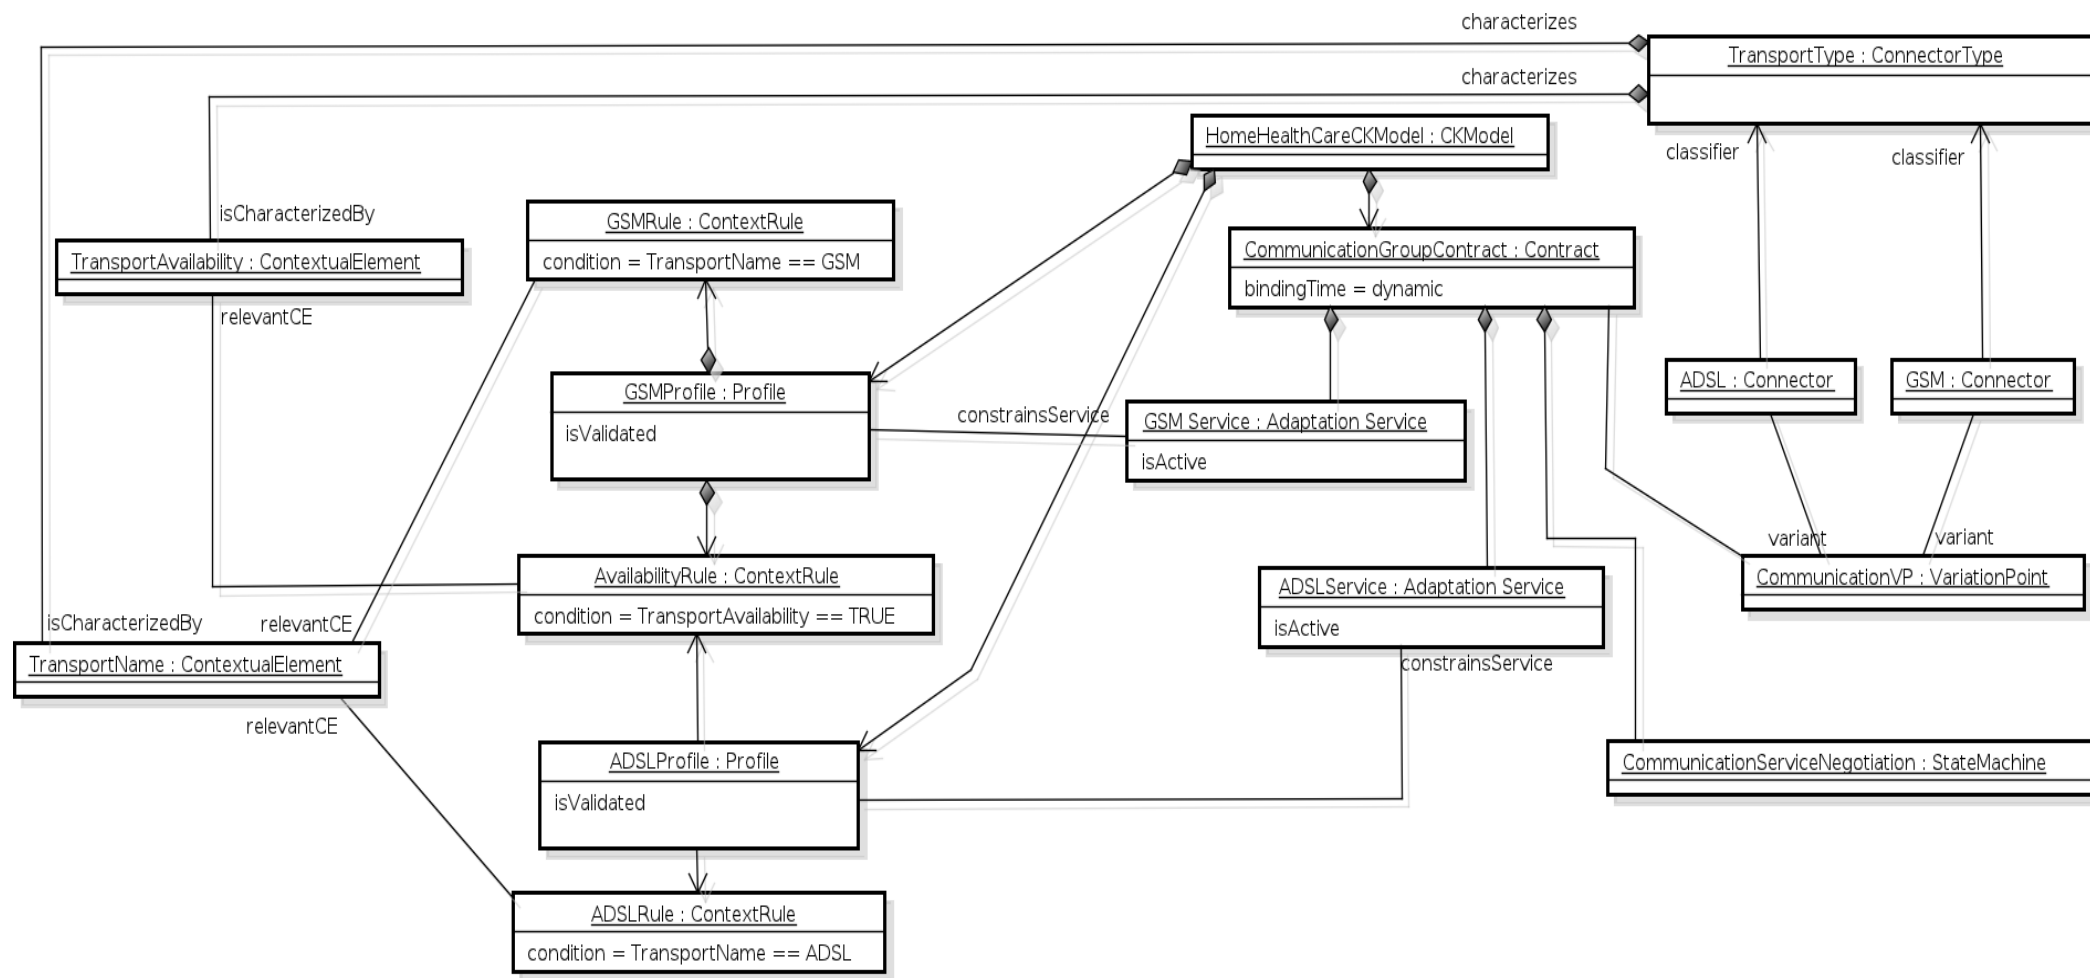 characterizes
TransportType : ConnectorType
characterizes
HomeHealthCareCKModel : CKModel
classifier
classifier
isCharacterizedBy
GSMRule : ContextRule
condition = TransportName == GSM
TransportAvailability : ContextualElement
relevantCE
CommunicationGroupContract : Contract
bindingTime = dynamic
GSMProfile : Profile
isValidated
constrainsService
GSM Service : Adaptation Service
isActive
ADSL : Connector
GSM : Connector
variant
variant
CommunicationVP : VariationPoint
AvailabilityRule : ContextRule
condition = TransportAvailability == TRUE
ADSLService : Adaptation Service
isActive
constrainsService
isCharacterizedBy
relevantCE
TransportName : ContextualElement
relevantCE
ADSLProfile : Profile
isValidated
CommunicationServiceNegotiation : StateMachine
ADSLRule : ContextRule
condition = TransportName == ADSL